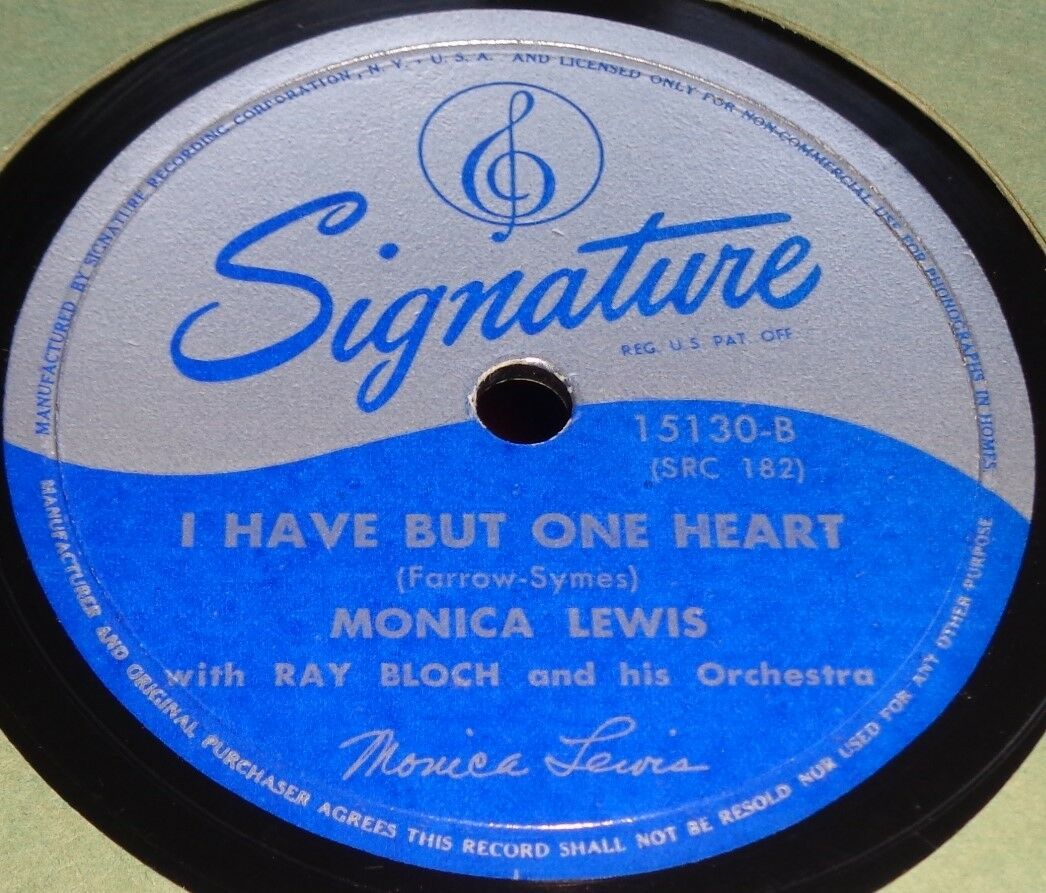 MANUFACTURED BY SIGNATURE RECORDING CORPORATION, N. Y. • U. S. A. AND LICENSED ONLY FOR NON-COMMERCIAL USE FOR PHONOGRAPHS IN HOMES.
Signature
REG. U.S. PAT. OFF.
15130-B
(SRC 182)
I HAVE BUT ONE HEART
(Farrow-Symes)
MONICA LEWIS
with RAY BLOCH and his Orchestra
Monica Lewis
MANUFACTURER AND ORIGINAL PURCHASER AGREES THIS RECORD SHALL NOT BE RESOLD NOR USED FOR ANY OTHER PURPOSE